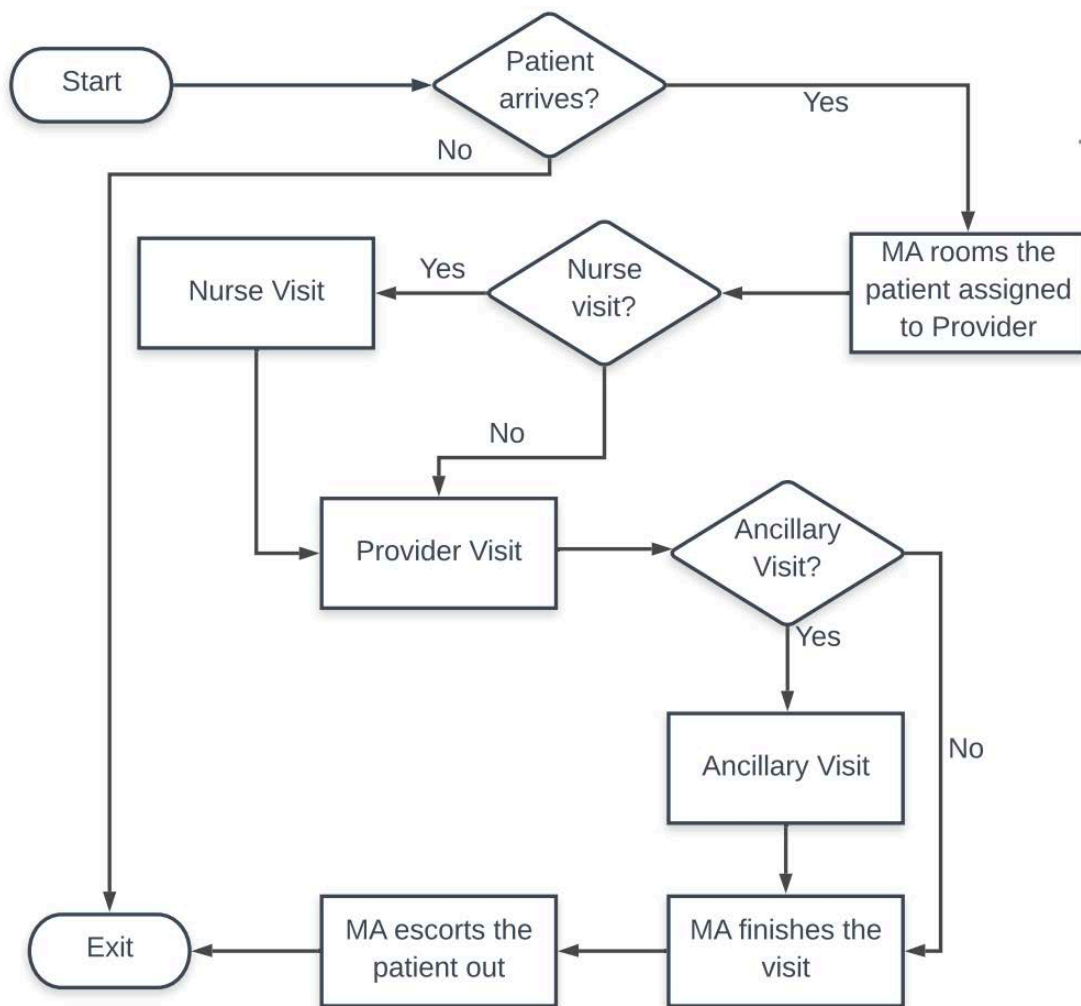 Start
Patient
arrives?
Yes
No
MA rooms the
patient assigned
to Provider
Nurse
visit?
Yes
Nurse Visit
No
Provider Visit
Ancillary
Visit?
Yes
No
Ancillary Visit
MA finishes the
visit
MA escorts the
patient out
Exit